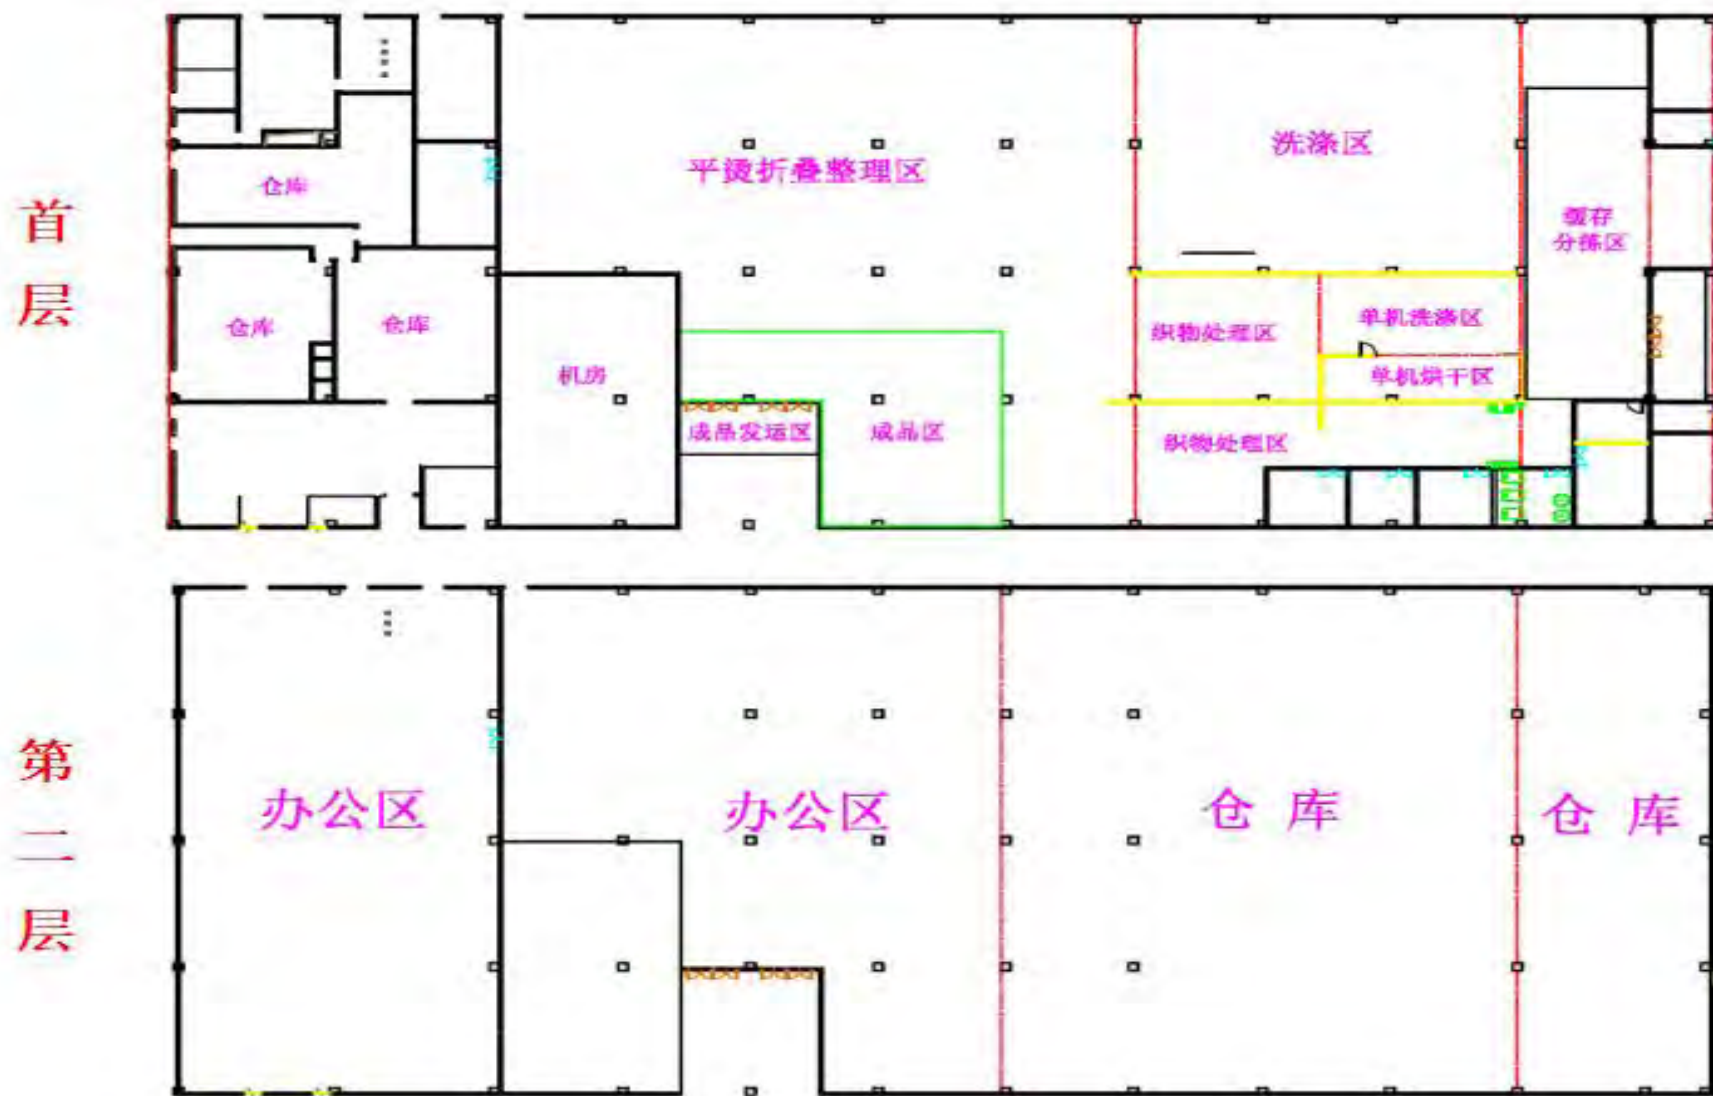 首层
平烫折叠整理区
洗涤区
仓库
缓存
分拣区
仓库
仓库
机房
织物处理区
单机洗涤区
单机烘干区
成品发运区
成品区
织物处理区
第二层
办公区
办公区
仓 库
仓 库